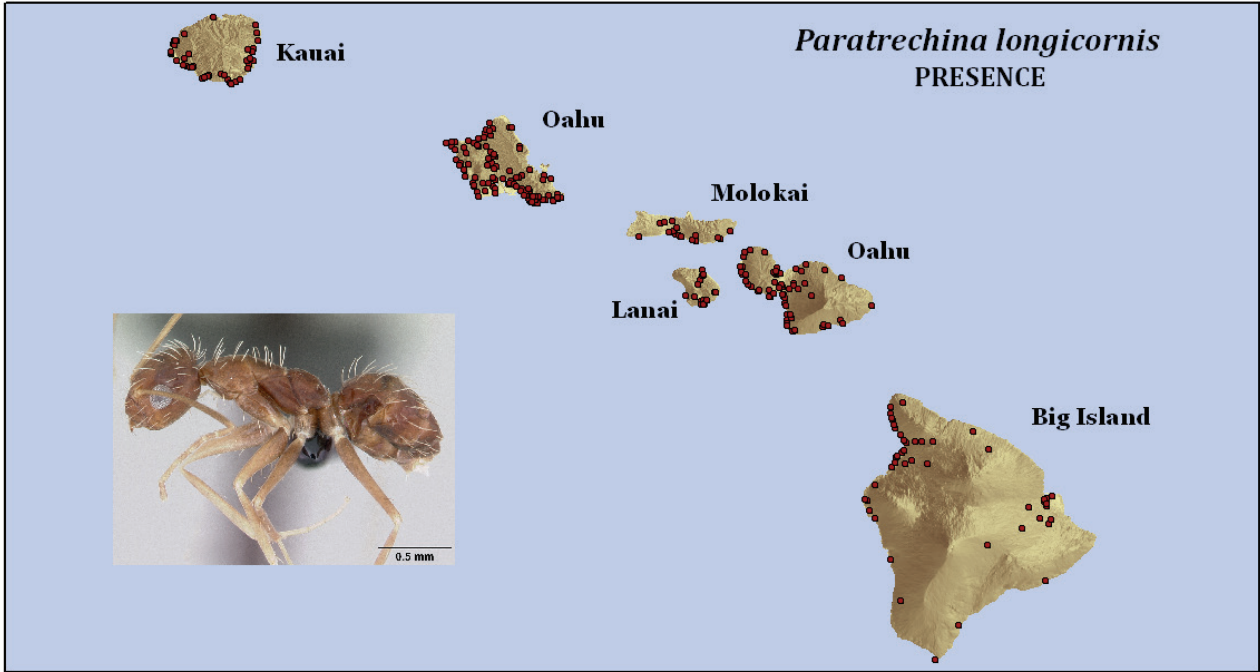 Paratrechina longicornis
PRESENCE
Kauai
Oahu
Molokai
Oahu
Lanai
Big Island
0.5 mm